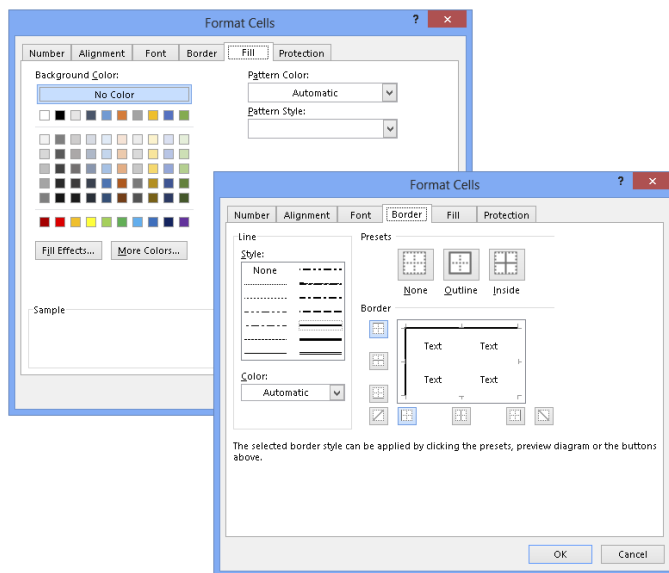 Format Cells
Number Alignment Font Border Fill Protection
Background Color:
No Color
Pattern Color:
Automatic
Pattern Style:
Fill Effects... More Colors...
Sample
Format Cells
Number Alignment Font Border Fill Protection
Line
Style:
None
Color:
Automatic
Presets
None Outline Inside
Border
Text Text
Text Text
The selected border style can be applied by clicking the presets, preview diagram or the buttons
above.
OK Cancel